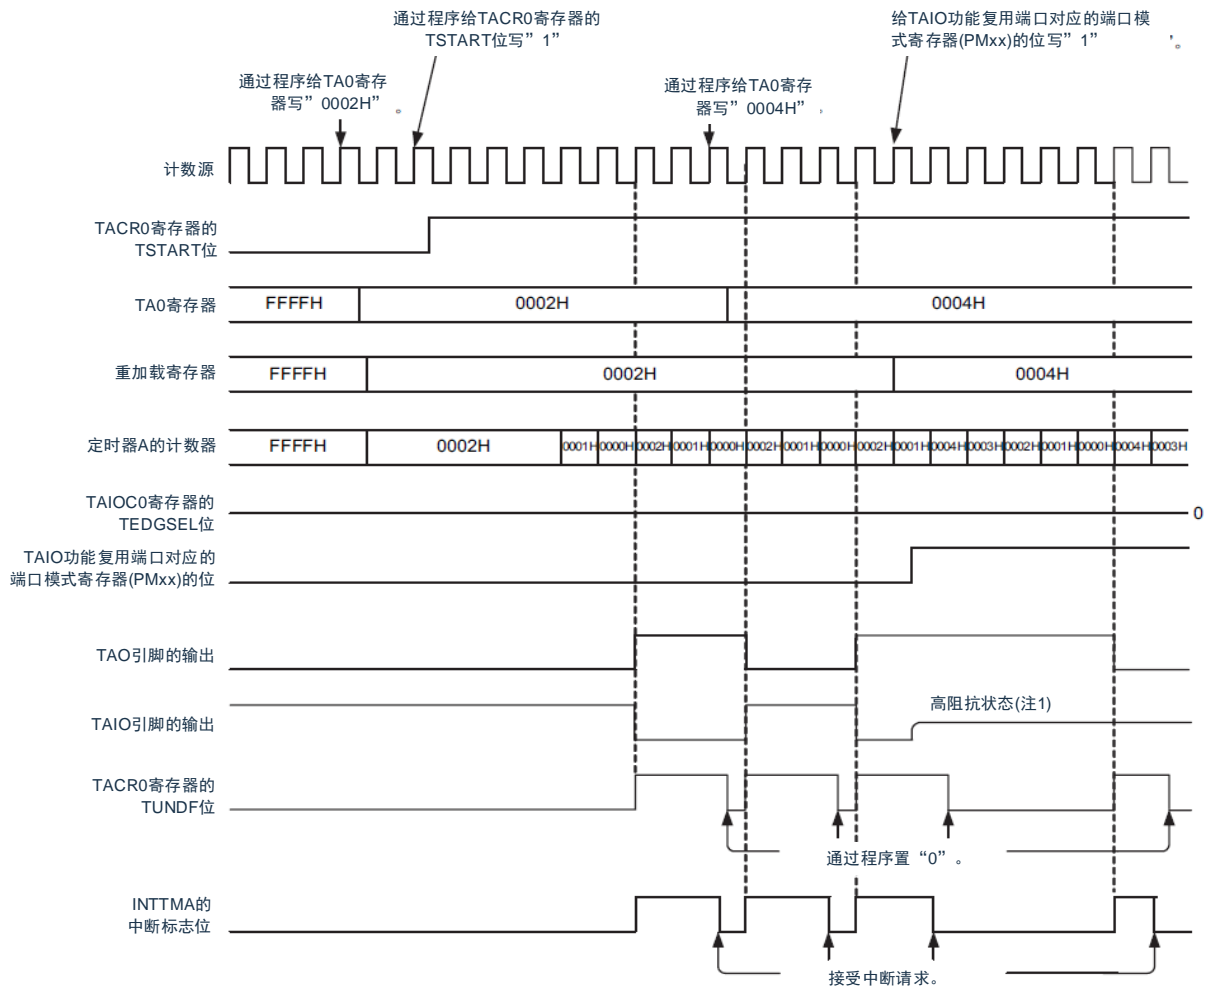 通过程序给TACR0寄存器的
TSTART位写”1”
给TAIO功能复用端口对应的端口模
式寄存器(PMxx)的位写”1” ’。
通过程序给TA0寄存
器写”0002H” 。
通过程序给TA0寄存
器写”0004H” .
计数源
TACR0寄存器的
TSTART位
TA0寄存器
FFFFH 0002H 0004H
重加载寄存器
FFFFH 0002H 0004H
定时器A的计数器
FFFFH 0002H 0001H 0000H 0002H 0001H 0000H 0002H 0001H 0000H 0002H 0001H 0004H 0003H 0002H 0001H 0000H 0004H 0003H
TAIOC0寄存器的
TEDGSEL位
0
TAIO功能复用端口对应的
端口模式寄存器(PMxx)的位
TAO引脚的输出
TAIO引脚的输出
高阻抗状态(注1)
TACR0寄存器的
TUNDF位
通过程序置“0”。
INTTMA的
中断标志位
接受中断请求。